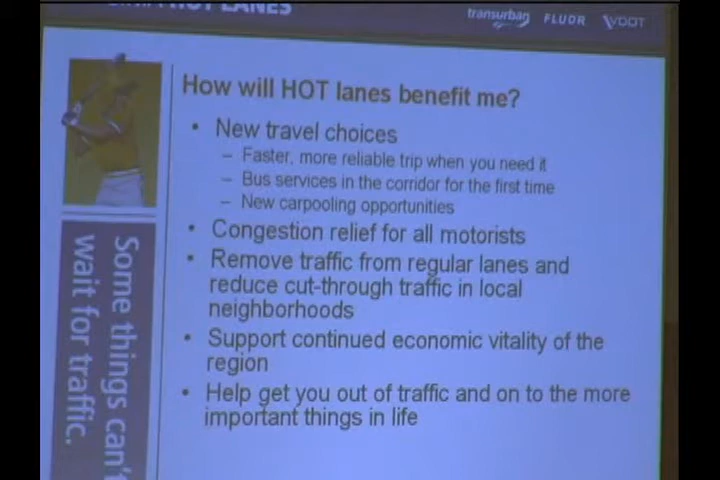 HOT LANES
transurban FLUOR VDOT
How will HOT lanes benefit me?
• New travel choices
– Faster, more reliable trip when you need it
– Bus services in the corridor for the first time
– New carpooling opportunities
• Congestion relief for all motorists
• Remove traffic from regular lanes and
reduce cut-through traffic in local
neighborhoods
• Support continued economic vitality of the
region
• Help get you out of traffic and on to the more
important things in life
Some things can't
wait for traffic.